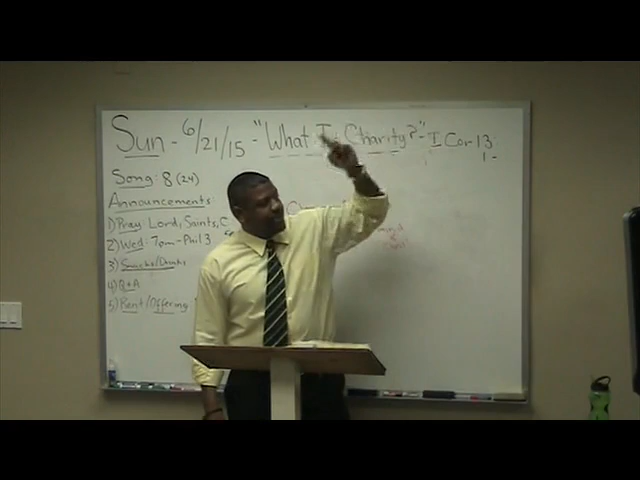 Sun - 6/21/15 - "What Is Charity?" - I Cor 13:
1-
Song: 8 (24)
Announcements
1) Pray: Lord, Saints, C
2) Wed: 7pm - Phil 3
3) Snacks/Drinks
4) Q+A
5) Rent/Offering